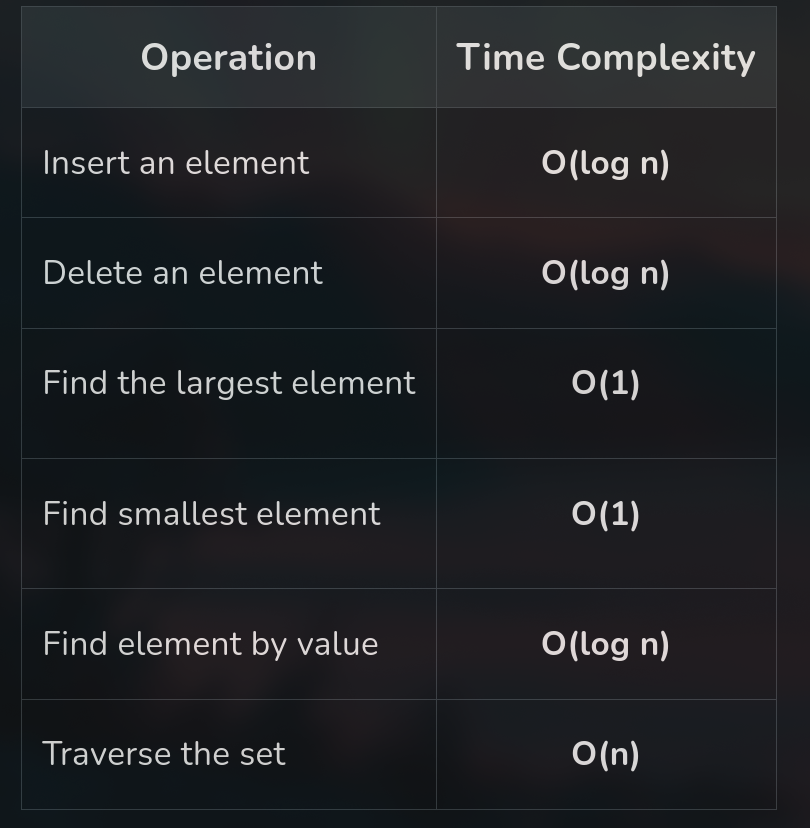 Operation Time Complexity
Insert an element O(log n)
Delete an element O(log n)
Find the largest element O(1)
Find smallest element O(1)
Find element by value O(log n)
Traverse the set O(n)